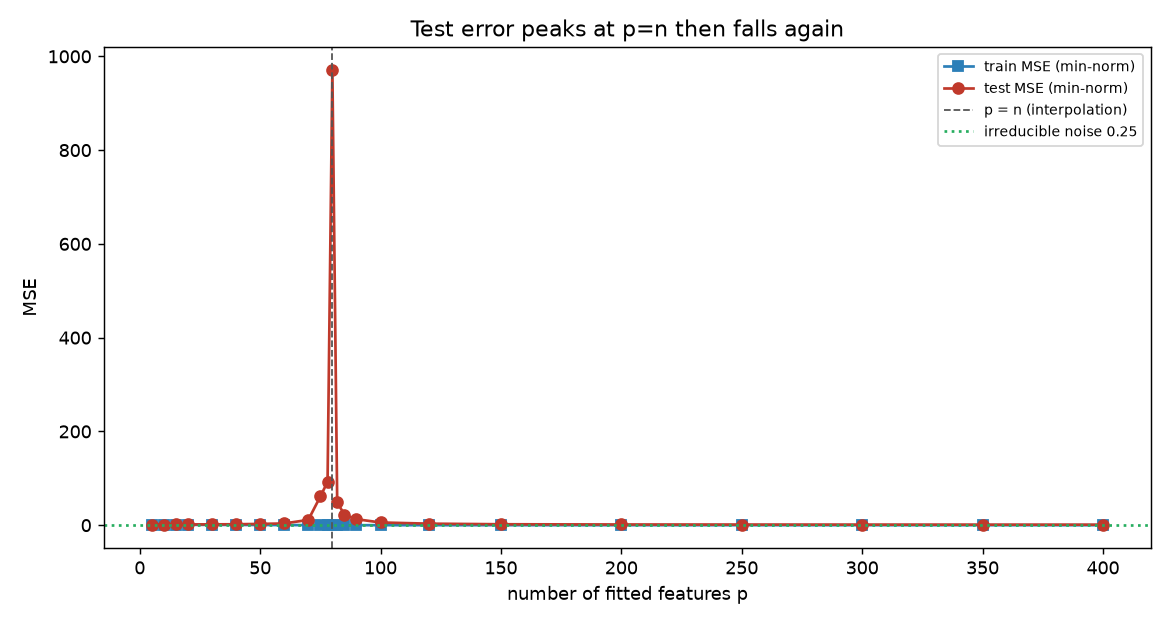 Test error peaks at p=n then falls again
train MSE (min-norm)
test MSE (min-norm)
p = n (interpolation)
irreducible noise 0.25
MSE
1000
800
600
400
200
0
0 50 100 150 200 250 300 350 400
number of fitted features p